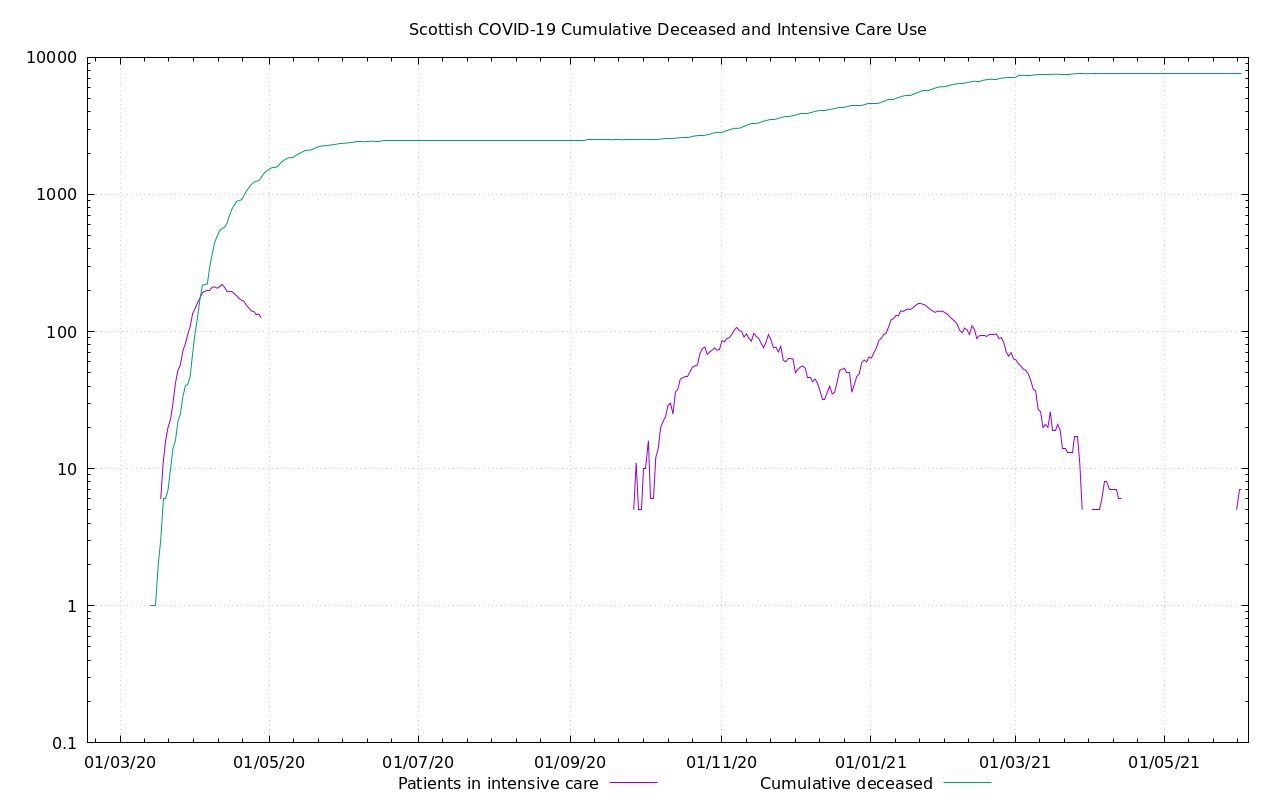 Scottish COVID-19 Cumulative Deceased and Intensive Care Use
10000
1000
100
10
1
0.1
01/03/20 01/05/20 01/07/20 01/09/20 01/11/20 01/01/21 01/03/21 01/05/21
Patients in intensive care Cumulative deceased